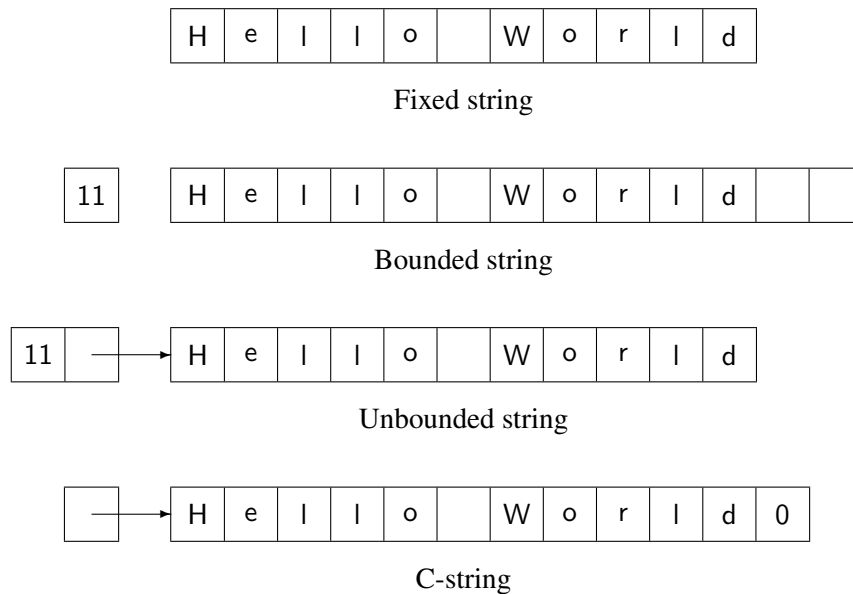 H e l l o W o r l d
Fixed string
11 H e l l o W o r l d
Bounded string
11 H e l l o W o r l d
Unbounded string
H e l l o W o r l d 0
C-string